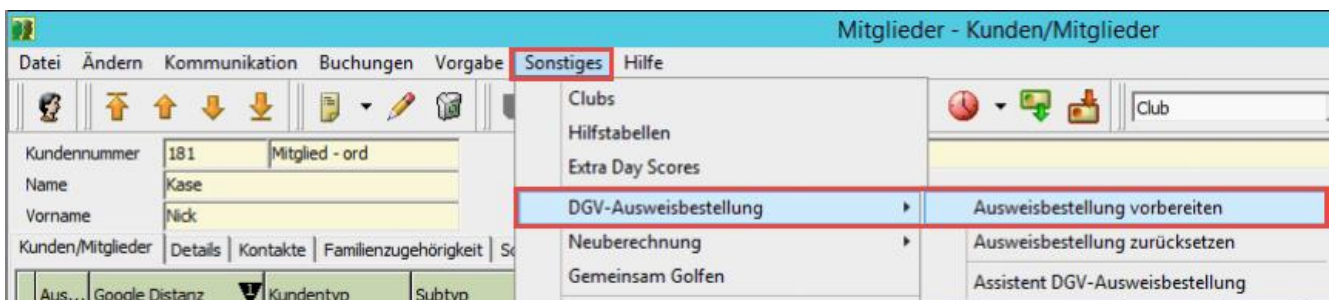 Mitglieder - Kunden/Mitglieder
Datei Ändern Kommunikation Buchungen Vorgabe Sonstiges Hilfe
Club
Kundennummer 181 Mitglied - ord
Name Kase
Vorname Nick
Kunden/Mitglieder Details Kontakte Familienzugehörigkeit
Aus... Google Distanz 1 Kundentyp Subtyp
Clubs
Hilfstabellen
Extra Day Scores
DGV-Ausweisbestellung
Neuberechnung
Gemeinsam Golfen
Ausweisbestellung vorbereiten
Ausweisbestellung zurücksetzen
Assistent DGV-Ausweisbestellung